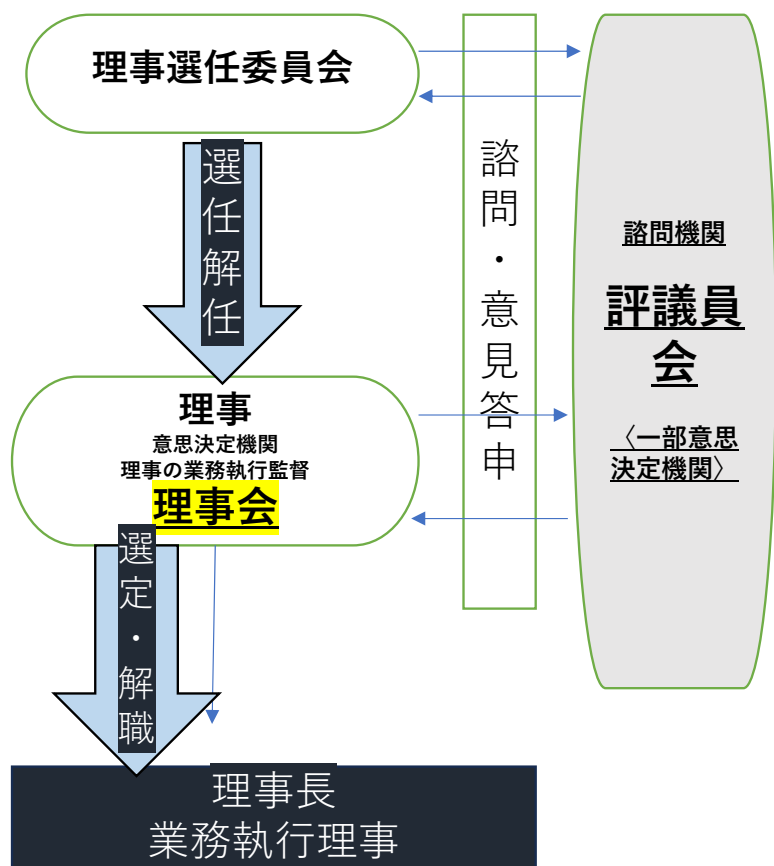 理事選任委員会
選任解任
諮問・意見答申
諮問機関
評議員
会
〈一部意思
決定機関〉
理事
意思決定機関
理事の業務執行監督
理事会
選定・解職
理事長
業務執行理事